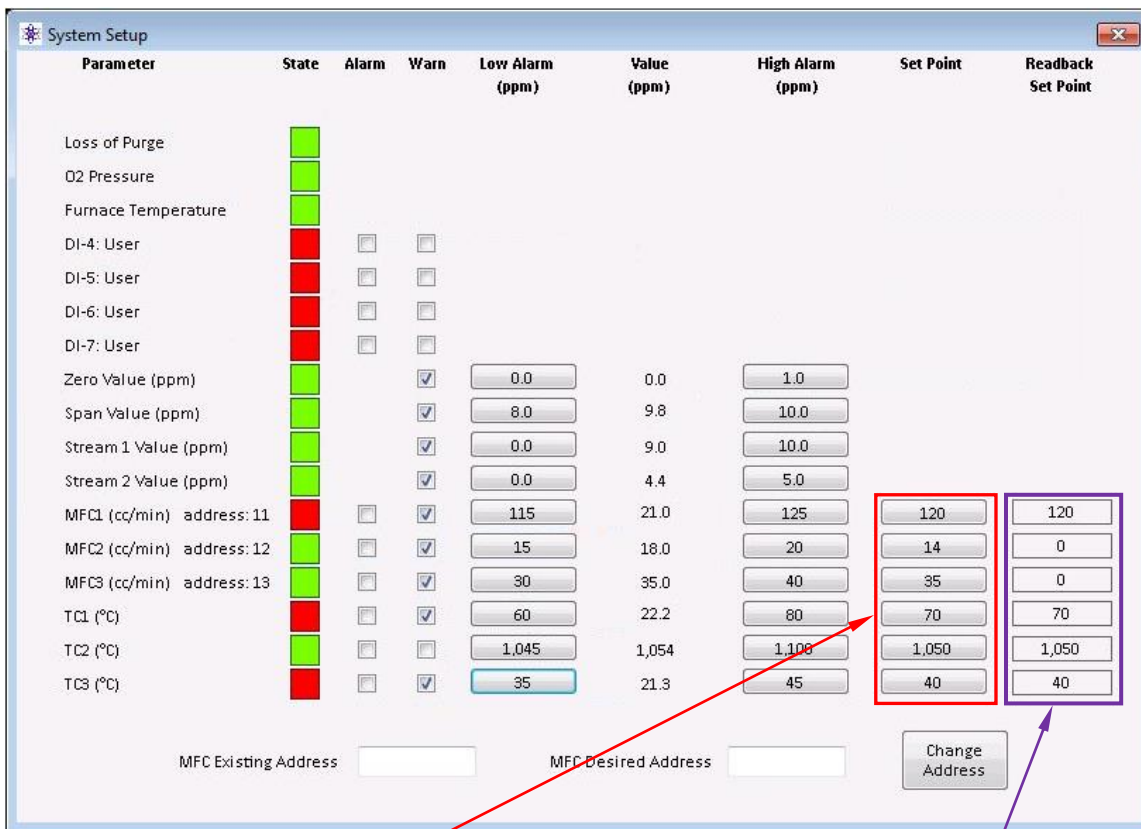 System Setup
Parameter State Alarm Warn Low Alarm (ppm) Value (ppm) High Alarm (ppm) Set Point Readback Set Point
Loss of Purge
O2 Pressure
Furnace Temperature
DI-4: User
DI-5: User
DI-6: User
DI-7: User
Zero Value (ppm) 0.0 0.0 1.0
Span Value (ppm) 8.0 9.8 10.0
Stream 1 Value (ppm) 0.0 9.0 10.0
Stream 2 Value (ppm) 0.0 4.4 5.0
MFC1 (cc/min) address: 11 115 21.0 125 120 120
MFC2 (cc/min) address: 12 15 18.0 20 14 0
MFC3 (cc/min) address: 13 30 35.0 40 35 0
TC1 (°C) 60 22.2 80 70 70
TC2 (°C) 1,045 1,054 1,100 1,050 1,050
TC3 (°C) 35 21.3 45 40 40
MFC Existing Address MFC Desired Address Change Address